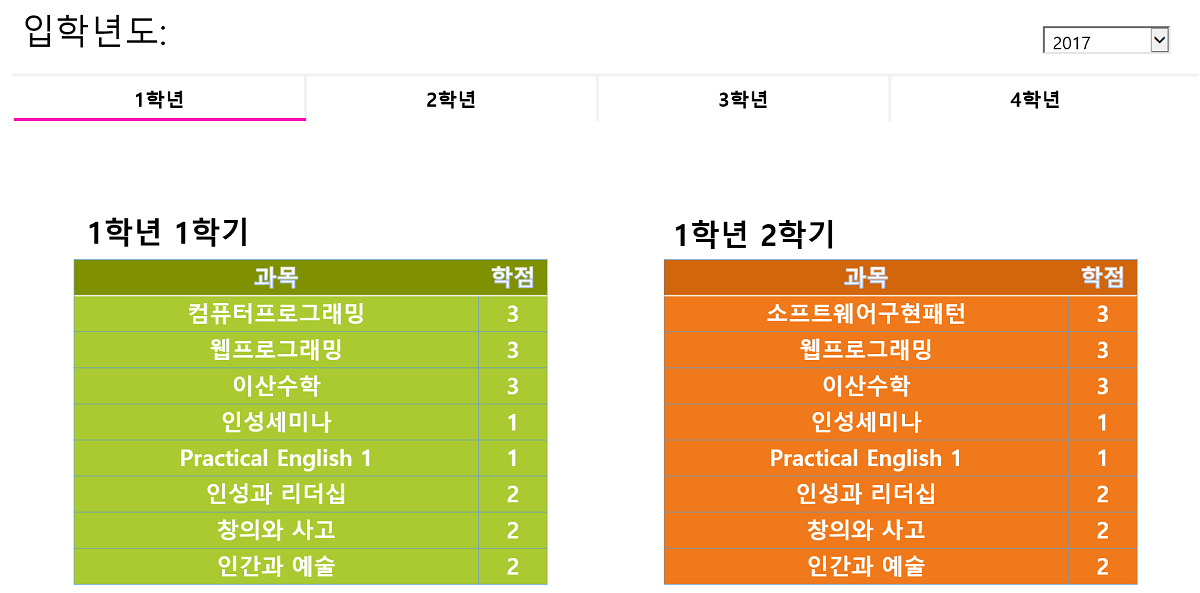 입학년도:
2017
1학년 2학년 3학년 4학년
1학년 1학기
과목 학점
컴퓨터프로그래밍 3
웹프로그래밍 3
이산수학 3
인성세미나 1
Practical English 1 1
인성과 리더십 2
창의와 사고 2
인간과 예술 2
1학년 2학기
과목 학점
소프트웨어구현패턴 3
웹프로그래밍 3
이산수학 3
인성세미나 1
Practical English 1 1
인성과 리더십 2
창의와 사고 2
인간과 예술 2